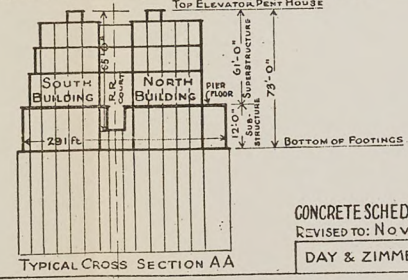 TOP ELEVATOR PENT HOUSE
65'-0"
61'-0"
SUPERSTRUCTURE
73'-0"
SOUTH
BUILDING
R.R.
COURT
NORTH
BUILDING
PIER
FLOOR
12'-0"
SUB-
STRUCTURE
291 ft.
BOTTOM OF FOOTINGS
CONCRETE SCHED
REVISED TO: NOV
TYPICAL CROSS SECTION AA
DAY & ZIMME